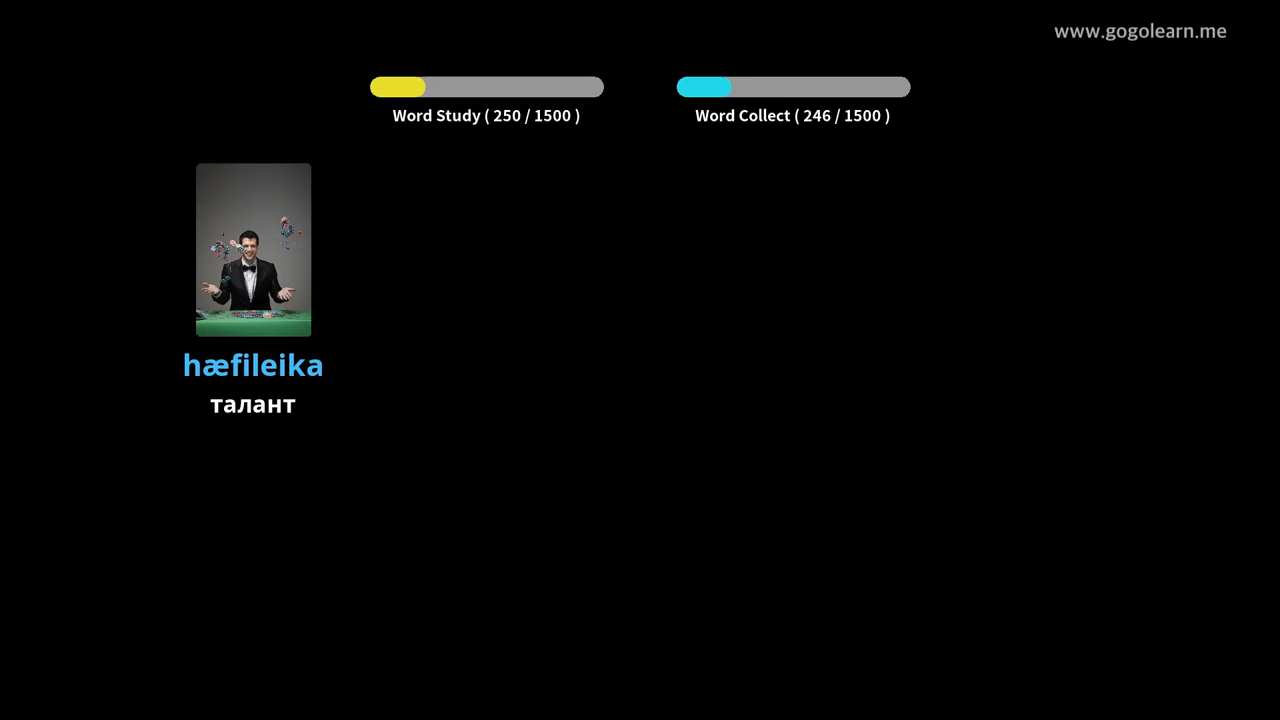 www.gogolearn.me
Word Study ( 250 / 1500 )
Word Collect ( 246 / 1500 )
hæfileika
талант